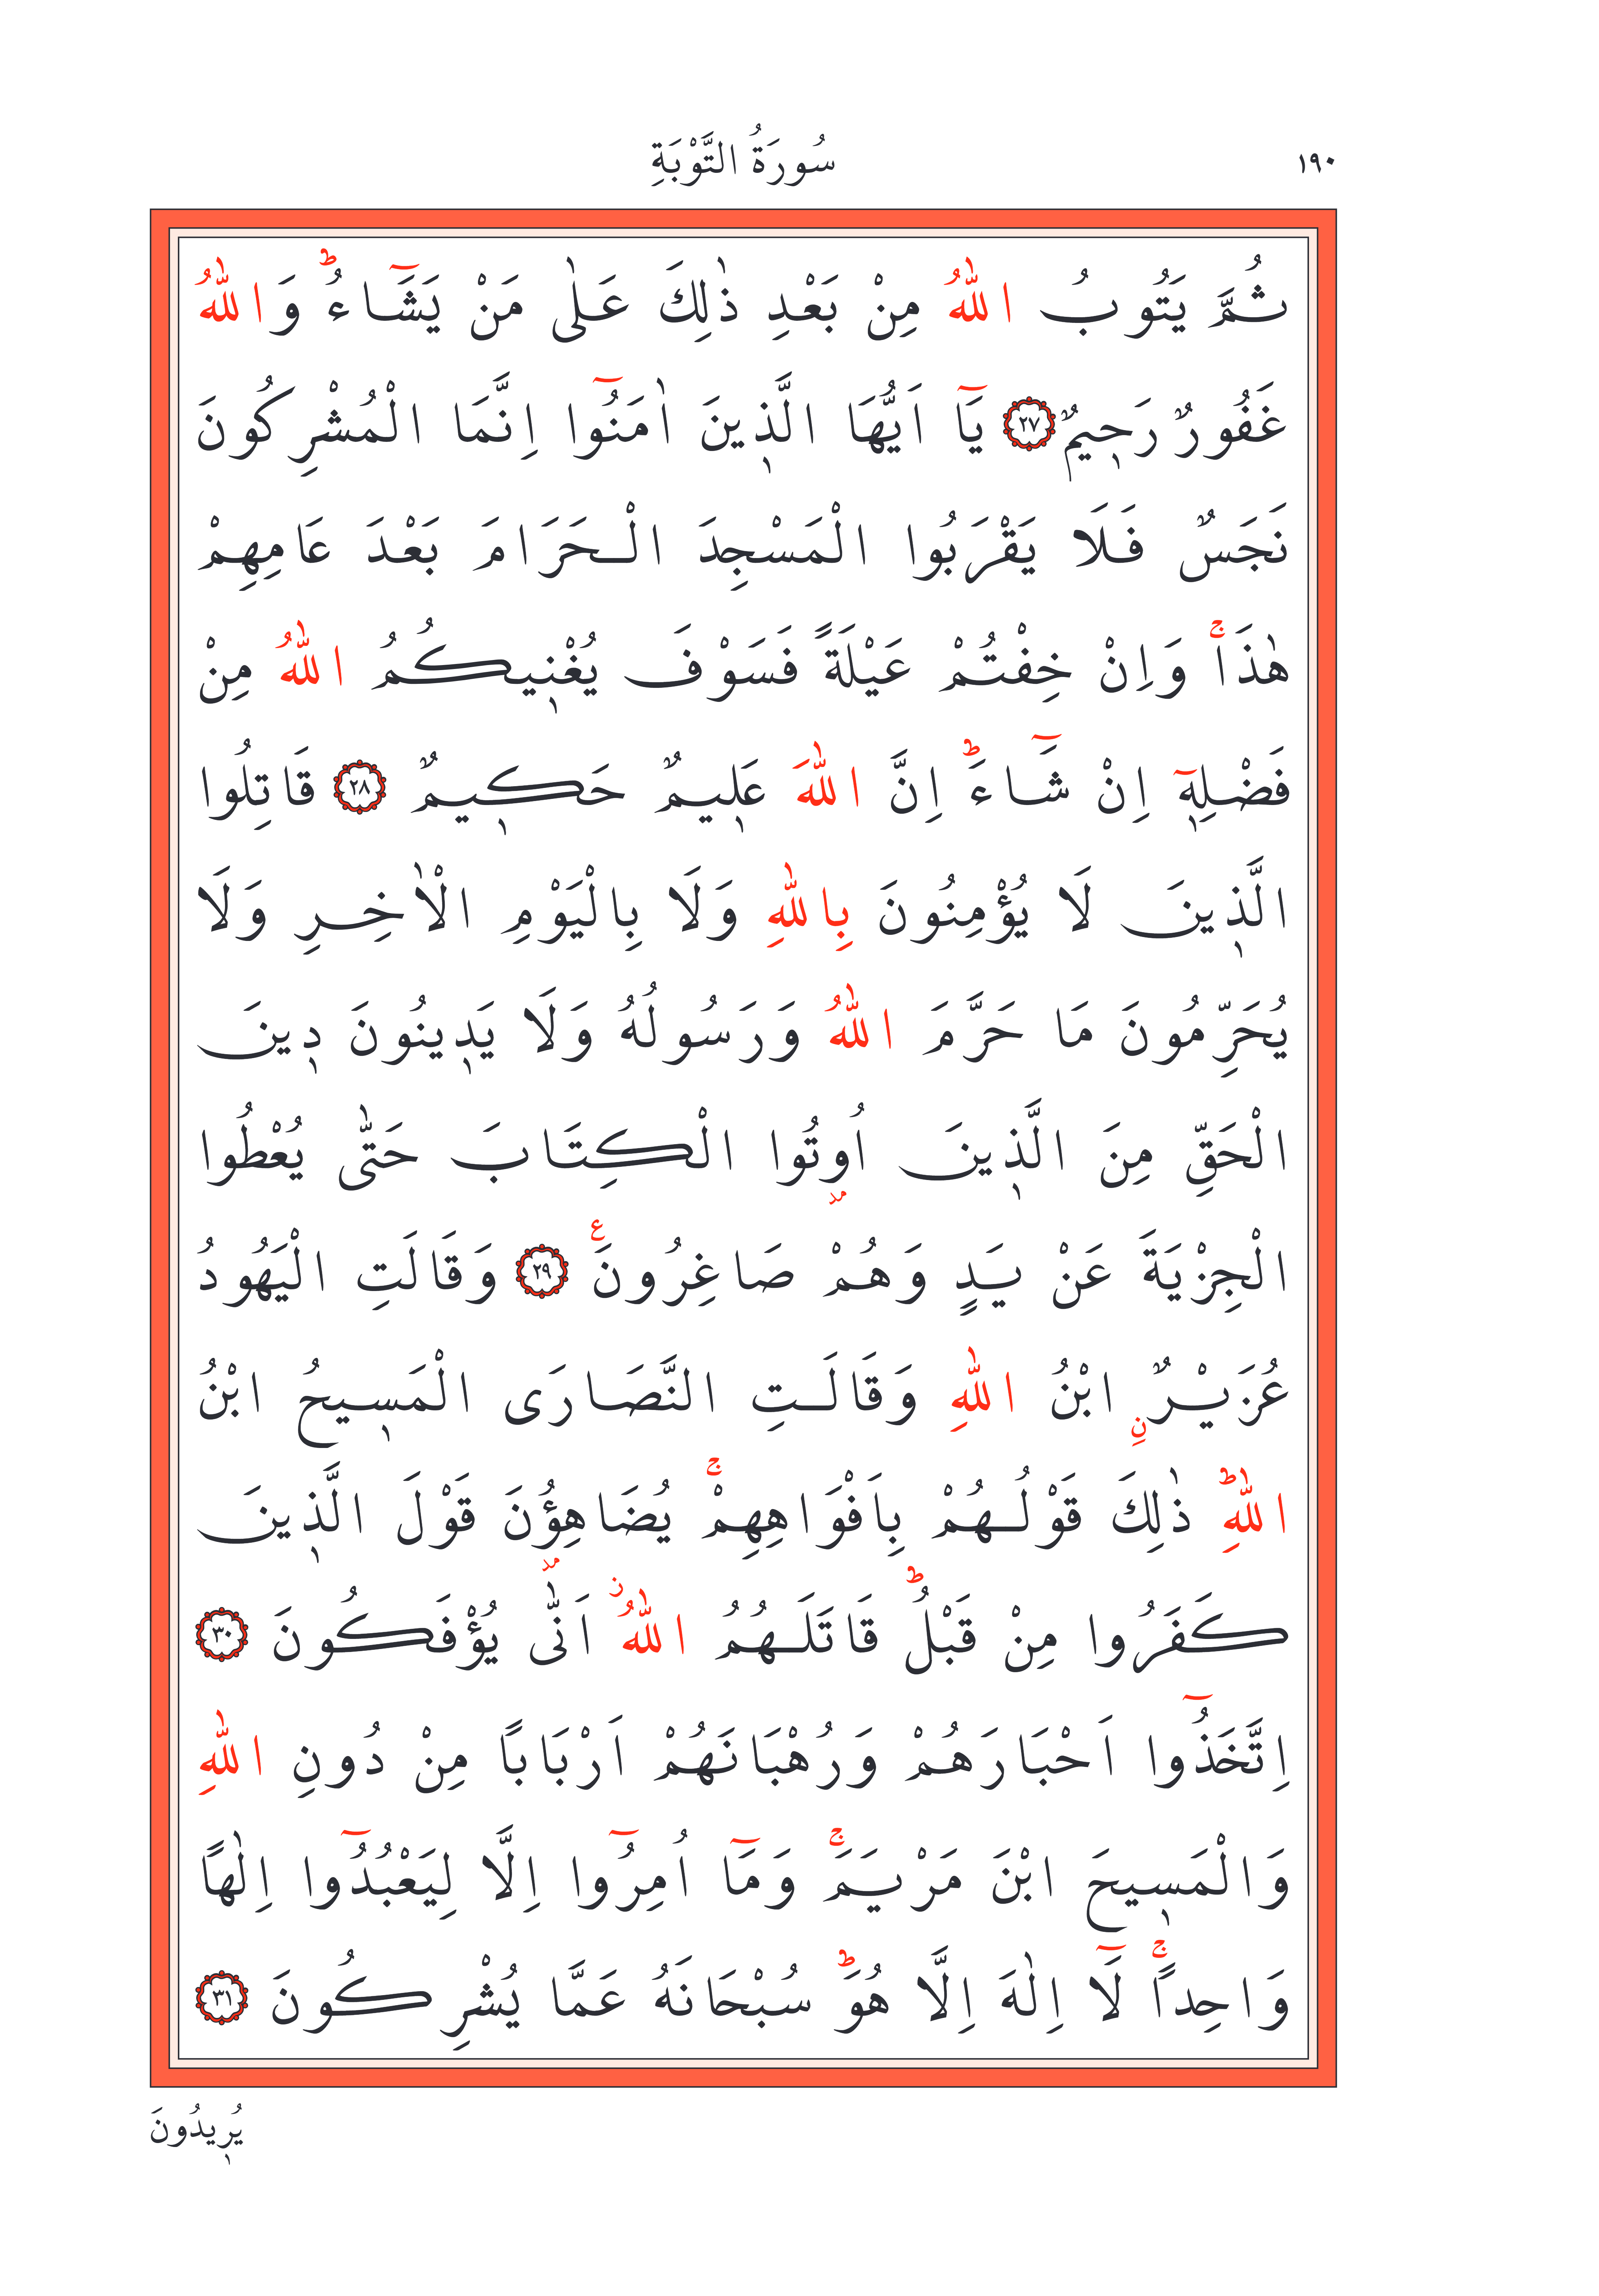 ١٩٠
سُورَةُ التَّوْبَةِ
ثُمَّ يَتُوبُ اللّٰهُ مِنْ بَعْدِ ذٰلِكَ عَلٰى مَنْ يَشَٓاءُۜ وَاللّٰهُ
غَفُورٌ رَح۪يمٌ ﴿٢٧﴾ يَٓا اَيُّهَا الَّذ۪ينَ اٰمَنُٓوا اِنَّمَا الْمُشْرِكُونَ
نَجَسٌ فَلَا يَقْرَبُوا الْمَسْجِدَ الْحَرَامَ بَعْدَ عَامِهِمْ
هٰذَاۚ وَاِنْ خِفْتُمْ عَيْلَةً فَسَوْفَ يُغْن۪يكُمُ اللّٰهُ مِنْ
فَضْلِه۪ٓ اِنْ شَٓاءَۜ اِنَّ اللّٰهَ عَل۪يمٌ حَك۪يمٌ ﴿٢٨﴾ قَاتِلُوا
الَّذ۪ينَ لَا يُؤْمِنُونَ بِاللّٰهِ وَلَا بِالْيَوْمِ الْاٰخِرِ وَلَا
يُحَرِّمُونَ مَا حَرَّمَ اللّٰهُ وَرَسُولُهُ وَلَا يَد۪ينُونَ د۪ينَ
الْحَقِّ مِنَ الَّذ۪ينَ اُو۫تُوا الْكِتَابَ حَتّٰى يُعْطُوا
الْجِزْيَةَ عَنْ يَدٍ وَهُمْ صَاغِرُونَ۟ ﴿٢٩﴾ وَقَالَتِ الْيَهُودُ
عُزَيْرٌۨ ابْنُ اللّٰهِ وَقَالَتِ النَّصَارَى الْمَس۪يحُ ابْنُ
اللّٰهِۜ ذٰلِكَ قَوْلُهُمْ بِاَفْوَاهِهِمْۚ يُضَاهِؤُ۫نَ قَوْلَ الَّذ۪ينَ
كَفَرُوا مِنْ قَبْلُۜ قَاتَلَهُمُ اللّٰهُۘ اَنّٰى يُؤْفَكُونَ ﴿٣٠﴾
اِتَّخَذُٓوا اَحْبَارَهُمْ وَرُهْبَانَهُمْ اَرْبَابًا مِنْ دُونِ اللّٰهِ
وَالْمَس۪يحَ ابْنَ مَرْيَمَۚ وَمَٓا اُمِرُٓوا اِلَّا لِيَعْبُدُٓوا اِلٰهًا
وَاحِدًاۚ لَٓا اِلٰهَ اِلَّا هُوَۜ سُبْحَانَهُ عَمَّا يُشْرِكُونَ ﴿٣١﴾
يُر۪يدُونَ